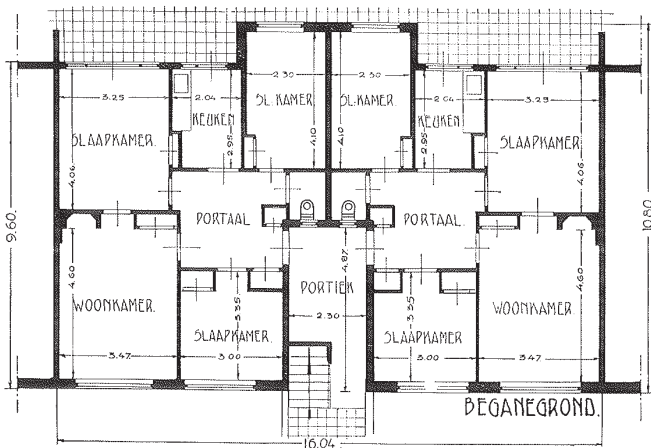 2.30
2.30
3.25
2.04
SL. KAMER
SL. KAMER
2.04
3.29
KEUKEN
KEUKEN
SLAAPKAMER.
4.10
4.10
SLAAPKAMER
2.95
2.95
4.06
4.06
9.60.
10.80
PORTAAL
PORTAAL.
4.87
4.60
4.60
WOONKAMER.
PORTIEK
WOONKAMER.
3.35
2.30
3.35
SLAAPKAMER.
SLAAPKAMER
3.47
3.00
3.00
3.47
BEGANEGROND.
16.04